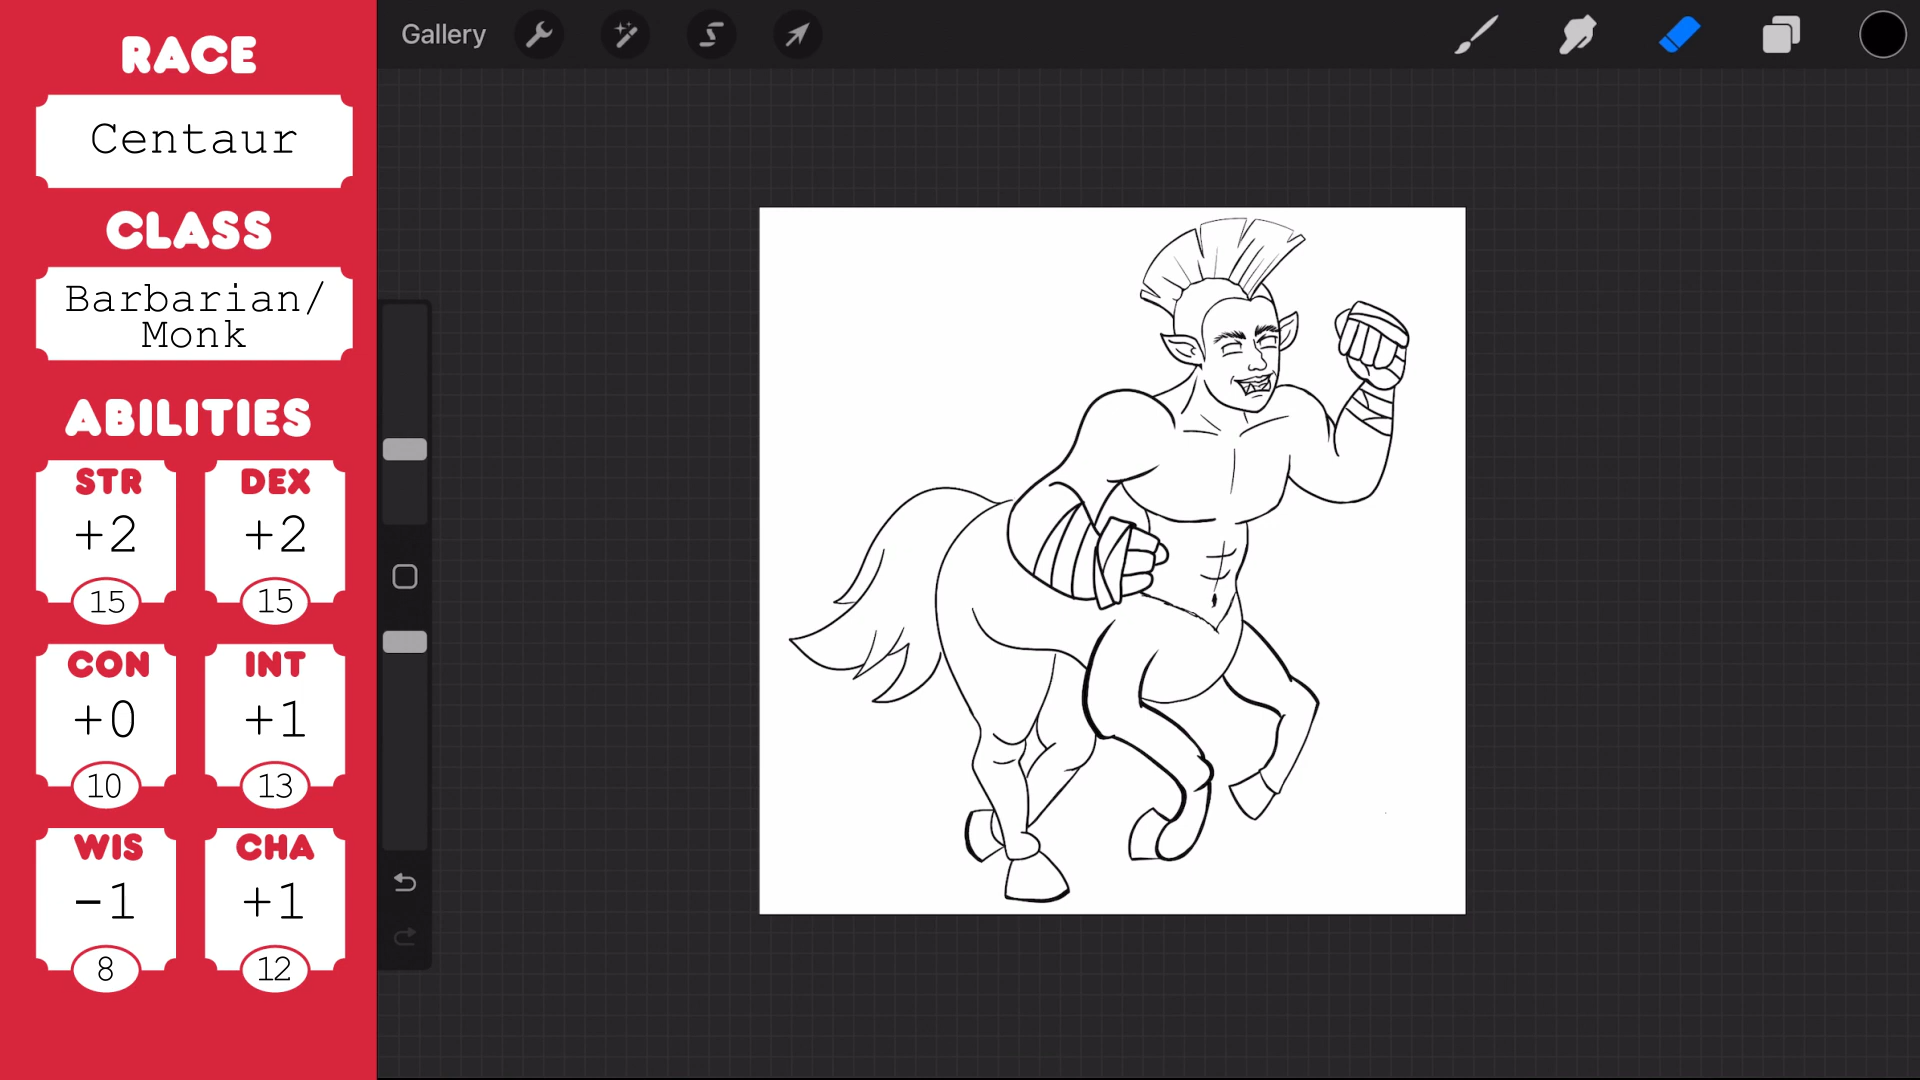 RACE
Centaur
CLASS
Barbarian/
Monk
ABILITIES
STR
+2
15
DEX
+2
15
CON
+0
10
INT
+1
13
WIS
-1
8
CHA
+1
12
Gallery